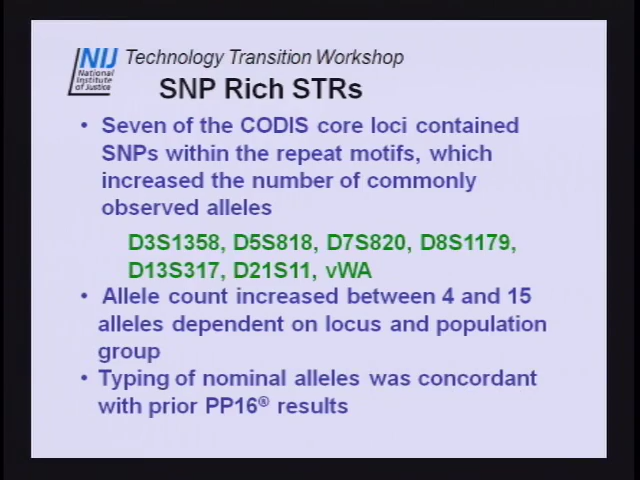 NIJ Technology Transition Workshop
National
Institute
of Justice
SNP Rich STRs
• Seven of the CODIS core loci contained
SNPs within the repeat motifs, which
increased the number of commonly
observed alleles
D3S1358, D5S818, D7S820, D8S1179,
D13S317, D21S11, vWA
• Allele count increased between 4 and 15
alleles dependent on locus and population
group
• Typing of nominal alleles was concordant
with prior PP16® results